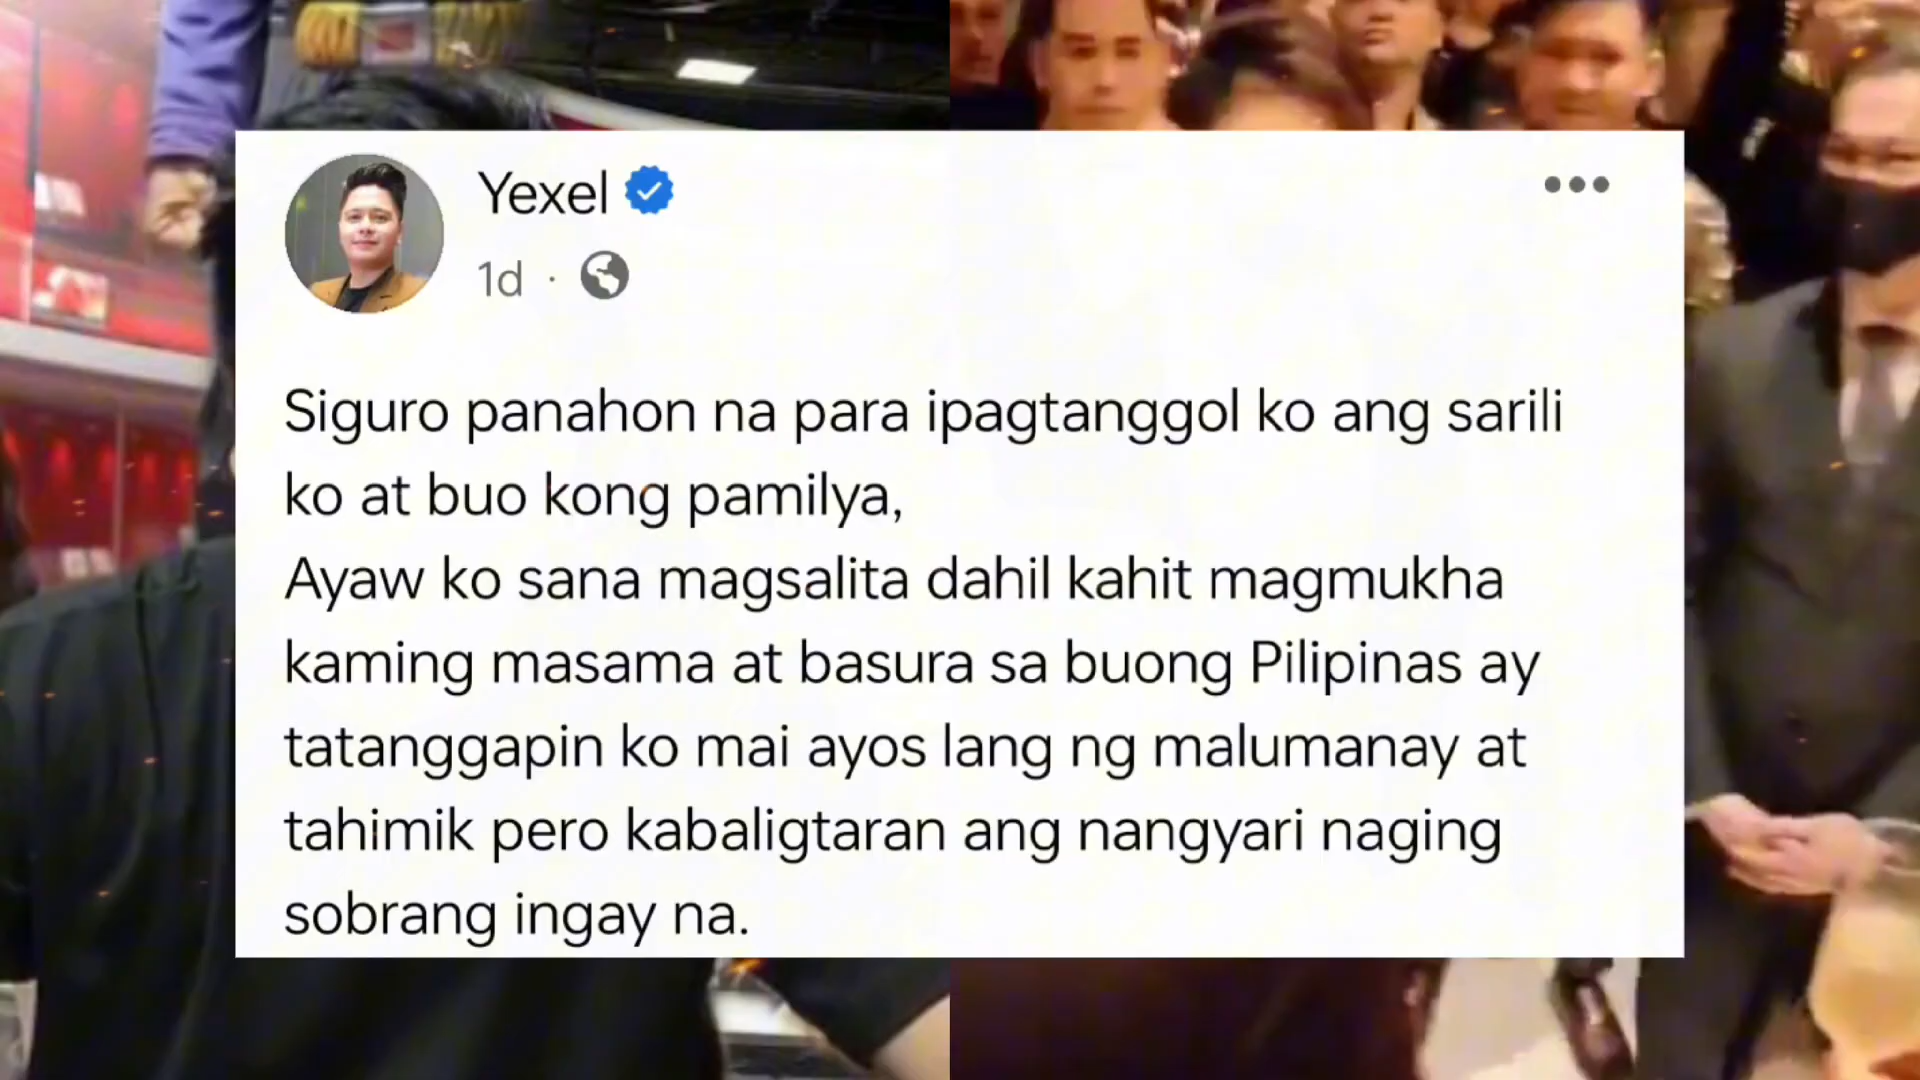 Yexel
1d ·
Siguro panahon na para ipagtanggol ko ang sarili
ko at buo kong pamilya,
Ayaw ko sana magsalita dahil kahit magmukha
kaming masama at basura sa buong Pilipinas ay
tatanggapin ko mai ayos lang ng malumanay at
tahimik pero kabaligtaran ang nangyari naging
sobrang ingay na.